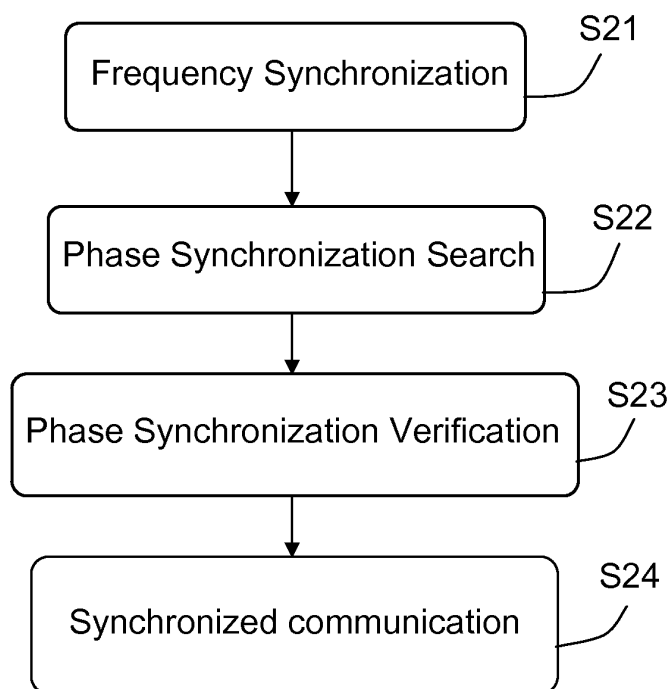 S21
Frequency Synchronization
S22
Phase Synchronization Search
S23
Phase Synchronization Verification
S24
Synchronized communication